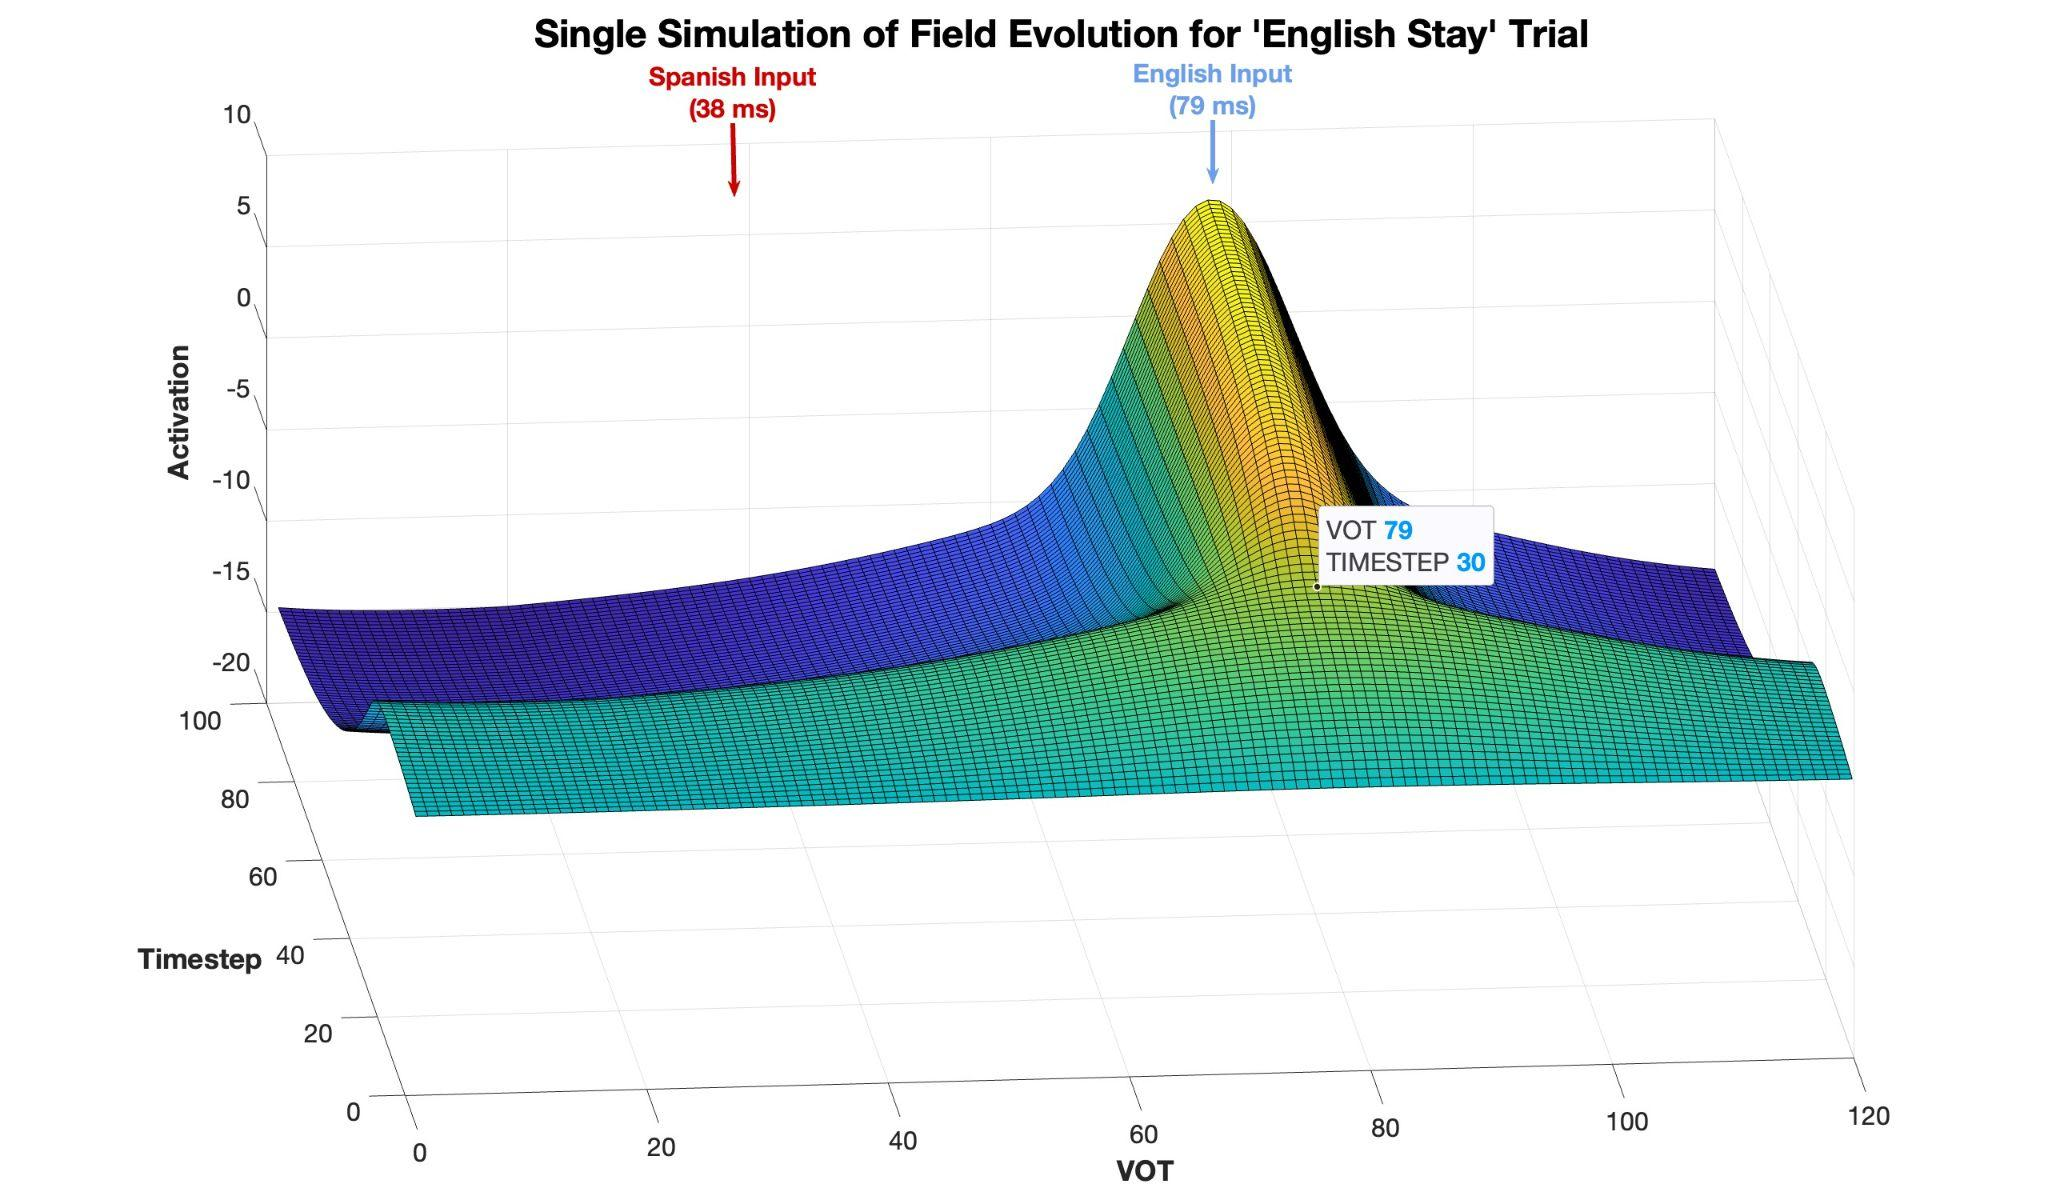 Single Simulation of Field Evolution for 'English Stay' Trial
Spanish Input
(38 ms)
English Input
(79 ms)
10
5
0
-5
-10
-15
-20
Activation
VOT 79
TIMESTEP 30
100
80
60
40
20
0
Timestep
0
20
40
60
80
100
120
VOT